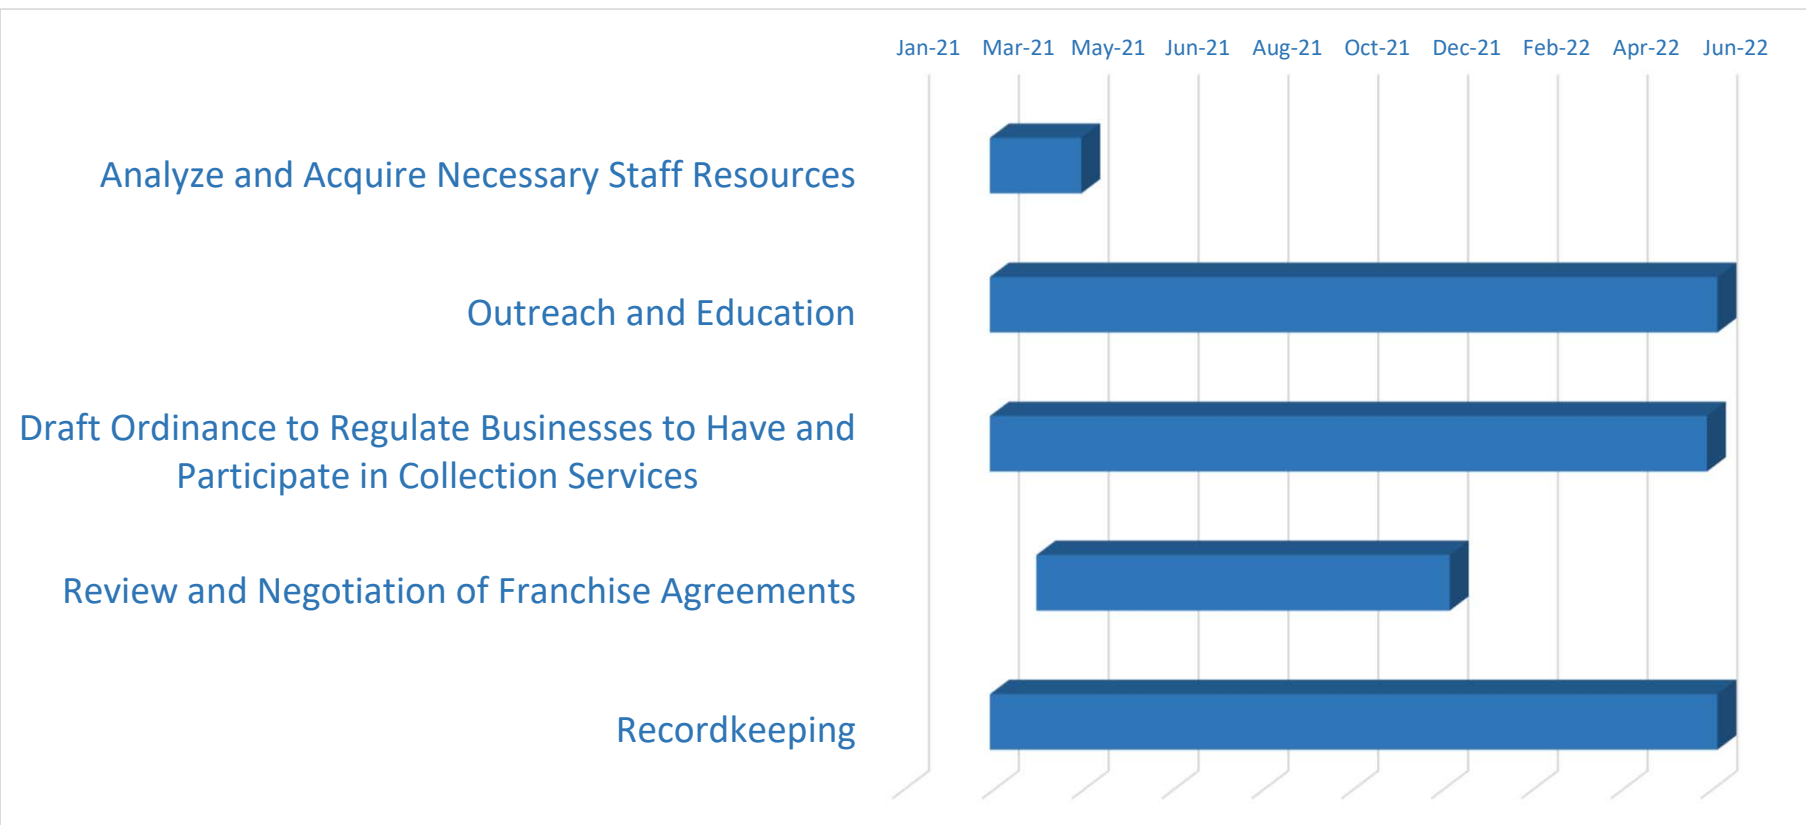 Jan-21 Mar-21 May-21 Jun-21 Aug-21 Oct-21 Dec-21 Feb-22 Apr-22 Jun-22
Analyze and Acquire Necessary Staff Resources
Outreach and Education
Draft Ordinance to Regulate Businesses to Have and
Participate in Collection Services
Review and Negotiation of Franchise Agreements
Recordkeeping